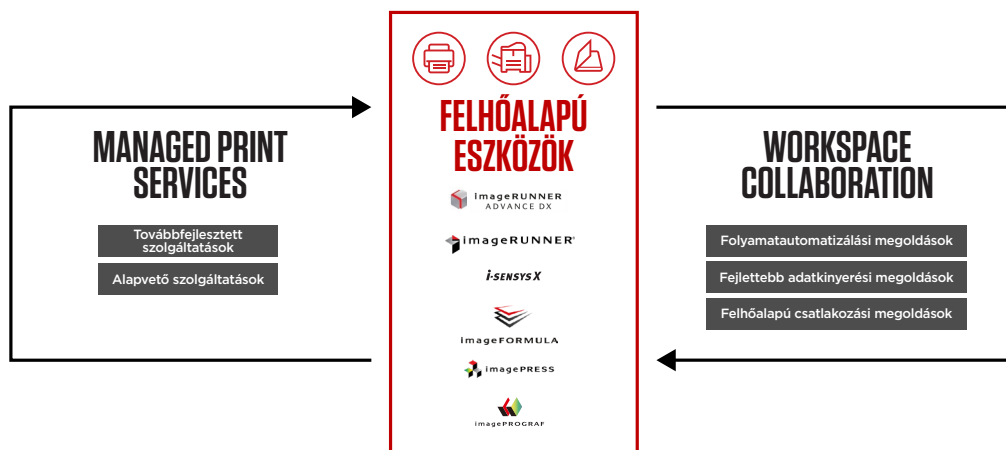 MANAGED PRINT
SERVICES
Továbbfejlesztett
szolgáltatások
Alapvető szolgáltatások
FELHŐALAPÚ
ESZKÖZÖK
imageRUNNER
ADVANCE DX
imageRUNNER®
i-SENSYS X
imageFORMULA
imagePRESS
imagePROGRAF
WORKSPACE
COLLABORATION
Folyamatautomatizálási megoldások
Fejlettebb adatkinyerési megoldások
Felhőalapú csatlakozási megoldások